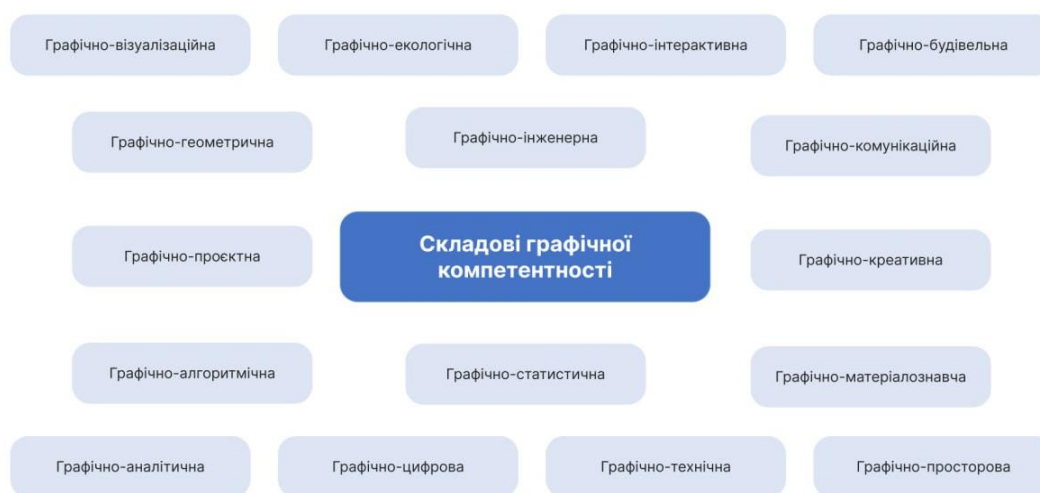 Графічно-візуалізаційна
Графічно-екологічна
Графічно-інтерактивна
Графічно-будівельна
Графічно-геометрична
Графічно-інженерна
Графічно-комунікаційна
Графічно-проєктна
Складові графічної
компетентності
Графічно-креативна
Графічно-алгоритмічна
Графічно-статистична
Графічно-матеріалознавча
Графічно-аналітична
Графічно-цифрова
Графічно-технічна
Графічно-просторова